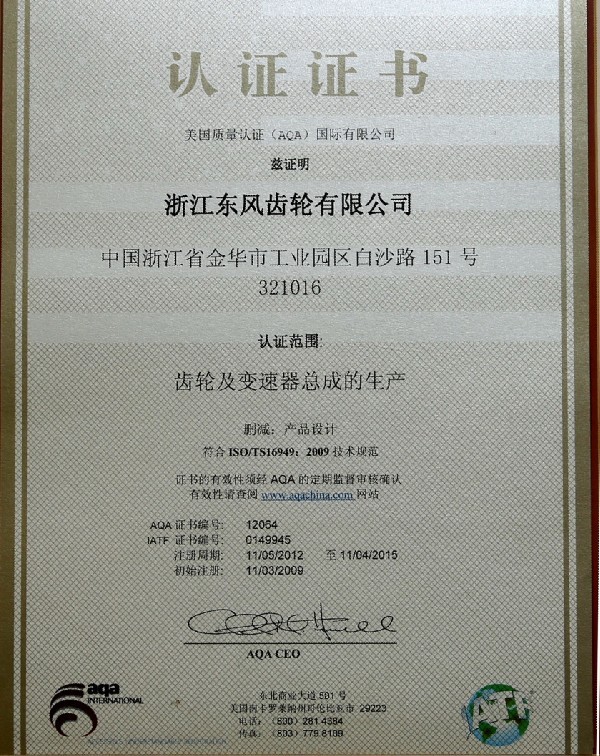 认证证书
美国质量认证（AQA）国际有限公司
兹证明
浙江东风齿轮有限公司
中国浙江省金华市工业园区白沙路 151 号
321016
认证范围:
齿轮及变速器总成的生产
删减：产品设计
符合 ISO/TS16949：2009 技术规范
证书的有效性须经 AQA 的定期监督审核确认
有效性请查阅 www.aqachina.com 网站
AQA 证书编号: 12064
IATF 证书编号: 0149945
注册周期: 11/05/2012 至 11/04/2015
初始注册: 11/03/2009
AQA CEO
aqa
INTERNATIONAL
东北商业大道 501 号
美国南卡罗莱纳州哥伦比亚市 29223
电话：（800）281 4384
传真：（803）779 8109
IATF